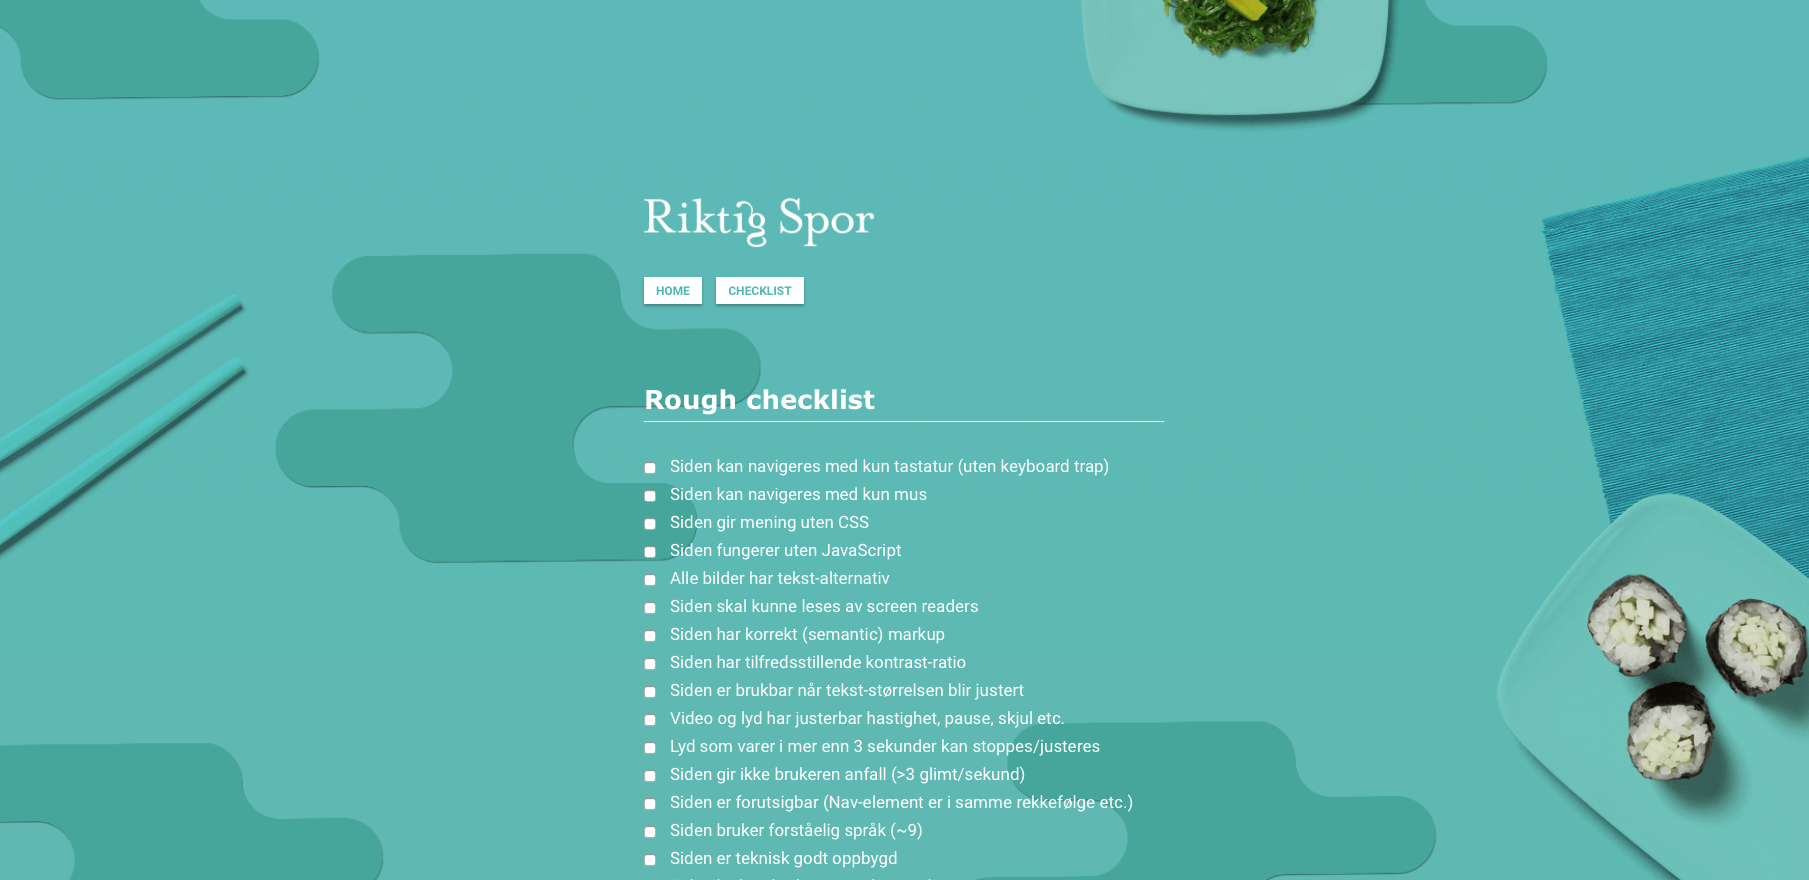 Riktig Spor
HOME CHECKLIST
Rough checklist
Siden kan navigeres med kun tastatur (uten keyboard trap)
Siden kan navigeres med kun mus
Siden gir mening uten CSS
Siden fungerer uten JavaScript
Alle bilder har tekst-alternativ
Siden skal kunne leses av screen readers
Siden har korrekt (semantic) markup
Siden har tilfredsstillende kontrast-ratio
Siden er brukbar når tekst-størrelsen blir justert
Video og lyd har justerbar hastighet, pause, skjul etc.
Lyd som varer i mer enn 3 sekunder kan stoppes/justeres
Siden gir ikke brukeren anfall (>3 glimt/sekund)
Siden er forutsigbar (Nav-element er i samme rekkefølge etc.)
Siden bruker forståelig språk (~9)
Siden er teknisk godt oppbygd